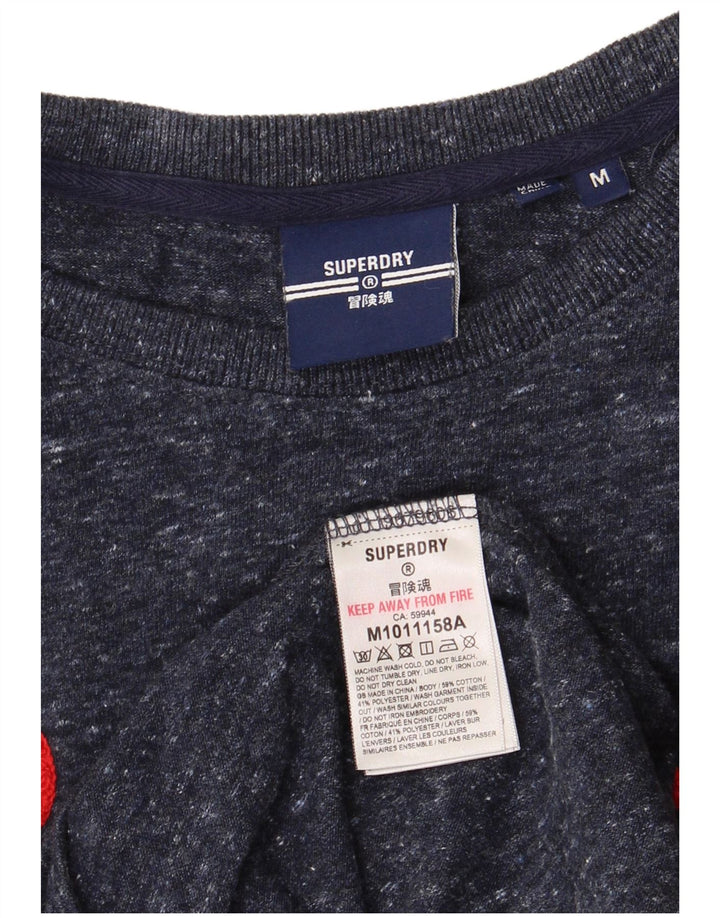 MADE
M
SUPERDRY
®
冒険魂
SUPERDRY
®
冒険魂
KEEP AWAY FROM FIRE
CA: 59944
M1011158A
30
MACHINE WASH COLD, DO NOT BLEACH,
DO NOT TUMBLE DRY, LINE DRY, IRON LOW,
DO NOT DRY CLEAN
GB MADE IN CHINA / BODY / 59% COTTON /
41% POLYESTER / WASH GARMENT INSIDE
OUT / WASH SIMILAR COLOURS TOGETHER
/ DO NOT IRON EMBROIDERY
FR FABRIQUÉ EN CHINE / CORPS / 59%
COTON / 41% POLYESTER / LAVER SUR
L'ENVERS / LAVER LES COULEURS
SIMILAIRES ENSEMBLE / NE PAS REPASSER